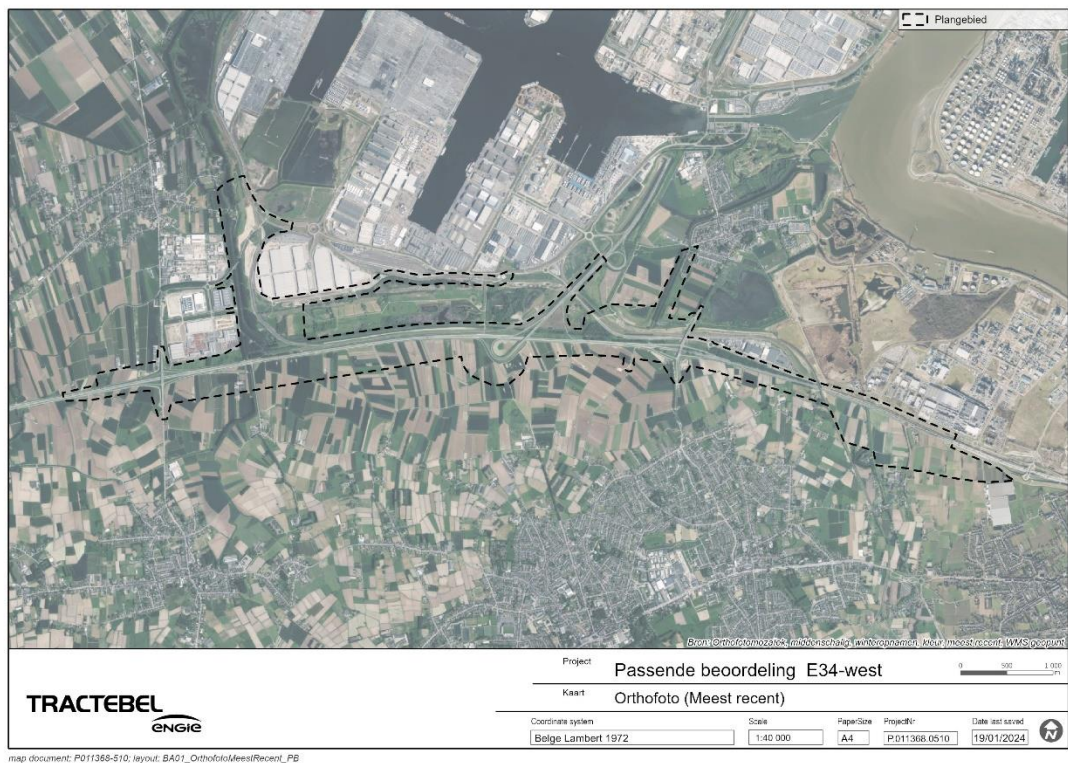 Plangebied
Bron: Orthofotomozaïek, middenschalig, winteropnamen, kleur, meest recent, WMS geopunt
Project
Passende beoordeling E34-west
0 500 1 000
m
Kaart
Orthofoto (Meest recent)
TRACTEBEL
ENGIE
Coordinate system
Scale
PaperSize
ProjectNr
Date last saved
Belge Lambert 1972
1:40 000
A4
P.011368.0510
19/01/2024
N
map document: P011368-510; layout: BA01_OrthofotoMeestRecent_PB